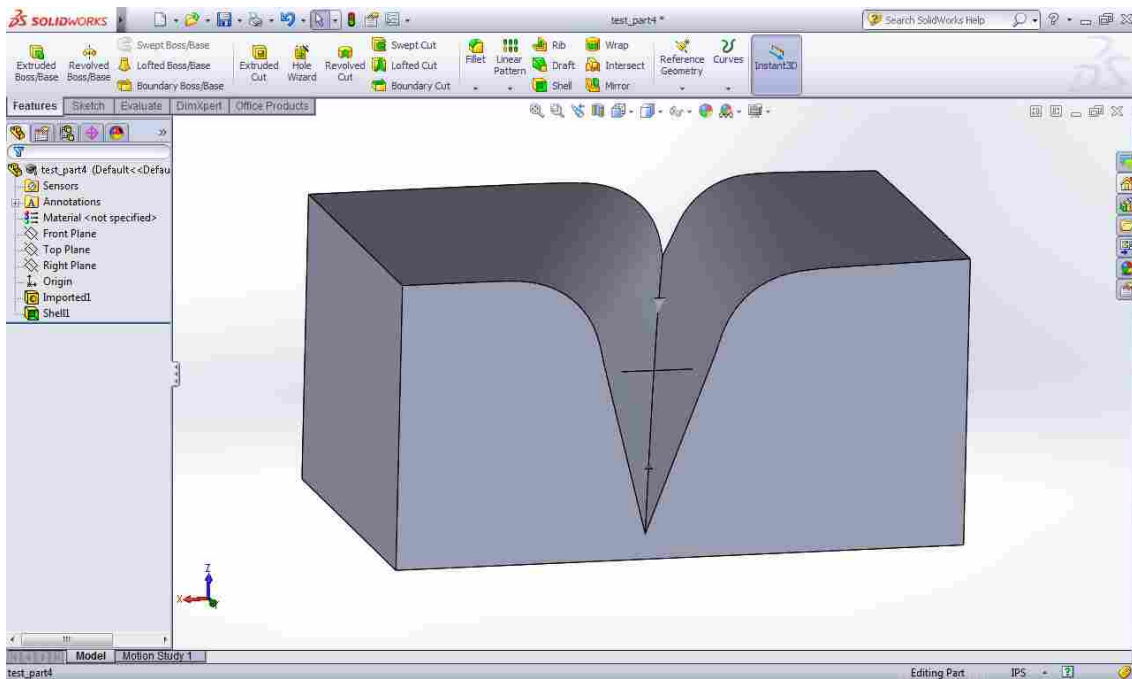 SOLIDWORKS
test_part4 *
Search SolidWorks Help
Extruded Boss/Base
Revolved Boss/Base
Swept Boss/Base
Lofted Boss/Base
Boundary Boss/Base
Extruded Cut
Hole Wizard
Revolved Cut
Swept Cut
Lofted Cut
Boundary Cut
Fillet
Linear Pattern
Rib
Draft
Shell
Wrap
Intersect
Mirror
Reference Geometry
Curves
Instant3D
Features Sketch Evaluate DimXpert Office Products
test_part4 (Default<<Defau
Sensors
Annotations
Material <not specified>
Front Plane
Top Plane
Right Plane
Origin
Imported1
Shell1
Z
X
Model Motion Study 1
test_part4 Editing Part IPS